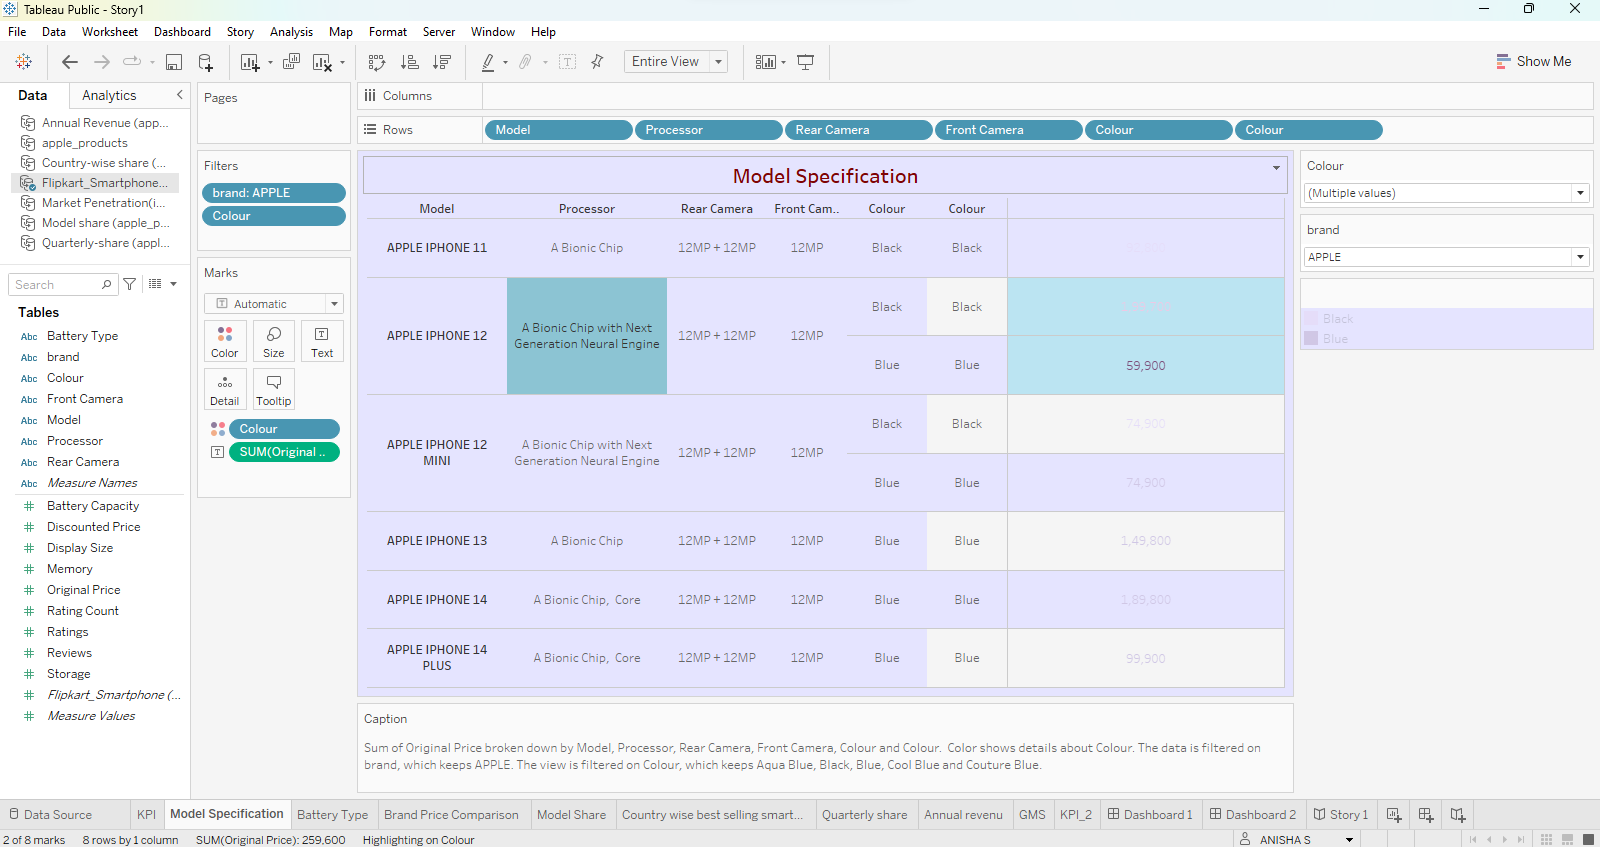 Tableau Public - Story1
File Data Worksheet Dashboard Story Analysis Map Format Server Window Help
Entire View
Show Me
Data Analytics
Annual Revenue (app...
apple_products
Country-wise share (...
Flipkart_Smartphone...
Market Penetration(i...
Model share (apple_p...
Quarterly-share (appl...
Search
Tables
Abc Battery Type
Abc brand
Abc Colour
Abc Front Camera
Abc Model
Abc Processor
Abc Rear Camera
Abc Measure Names
# Battery Capacity
# Discounted Price
# Display Size
# Memory
# Original Price
# Rating Count
# Ratings
# Reviews
# Storage
# Flipkart_Smartphone (...
# Measure Values
Pages
Filters
brand: APPLE
Colour
Marks
T Automatic
Color Size Text
Detail Tooltip
Colour
T SUM(Original ..
Columns
Rows Model Processor Rear Camera Front Camera Colour Colour
Model Specification
Model Processor Rear Camera Front Cam.. Colour Colour
APPLE IPHONE 11 A Bionic Chip 12MP + 12MP 12MP Black Black
APPLE IPHONE 12 A Bionic Chip with Next Generation Neural Engine 12MP + 12MP 12MP Black Black
Blue Blue 59,900
APPLE IPHONE 12 MINI A Bionic Chip with Next Generation Neural Engine 12MP + 12MP 12MP Black Black 74,900
Blue Blue 74,900
APPLE IPHONE 13 A Bionic Chip 12MP + 12MP 12MP Blue Blue 1,49,800
APPLE IPHONE 14 A Bionic Chip, Core 12MP + 12MP 12MP Blue Blue 1,89,800
APPLE IPHONE 14 PLUS A Bionic Chip, Core 12MP + 12MP 12MP Blue Blue 99,900
Caption
Sum of Original Price broken down by Model, Processor, Rear Camera, Front Camera, Colour and Colour. Color shows details about Colour. The data is filtered on
brand, which keeps APPLE. The view is filtered on Colour, which keeps Aqua Blue, Black, Blue, Cool Blue and Couture Blue.
Colour
(Multiple values)
brand
APPLE
Black
Blue
Data Source KPI Model Specification Battery Type Brand Price Comparison Model Share Country wise best selling smart... Quarterly share Annual revenu GMS KPI_2 Dashboard 1 Dashboard 2 Story 1
2 of 8 marks 8 rows by 1 column SUM(Original Price): 259,600 Highlighting on Colour ANISHA S